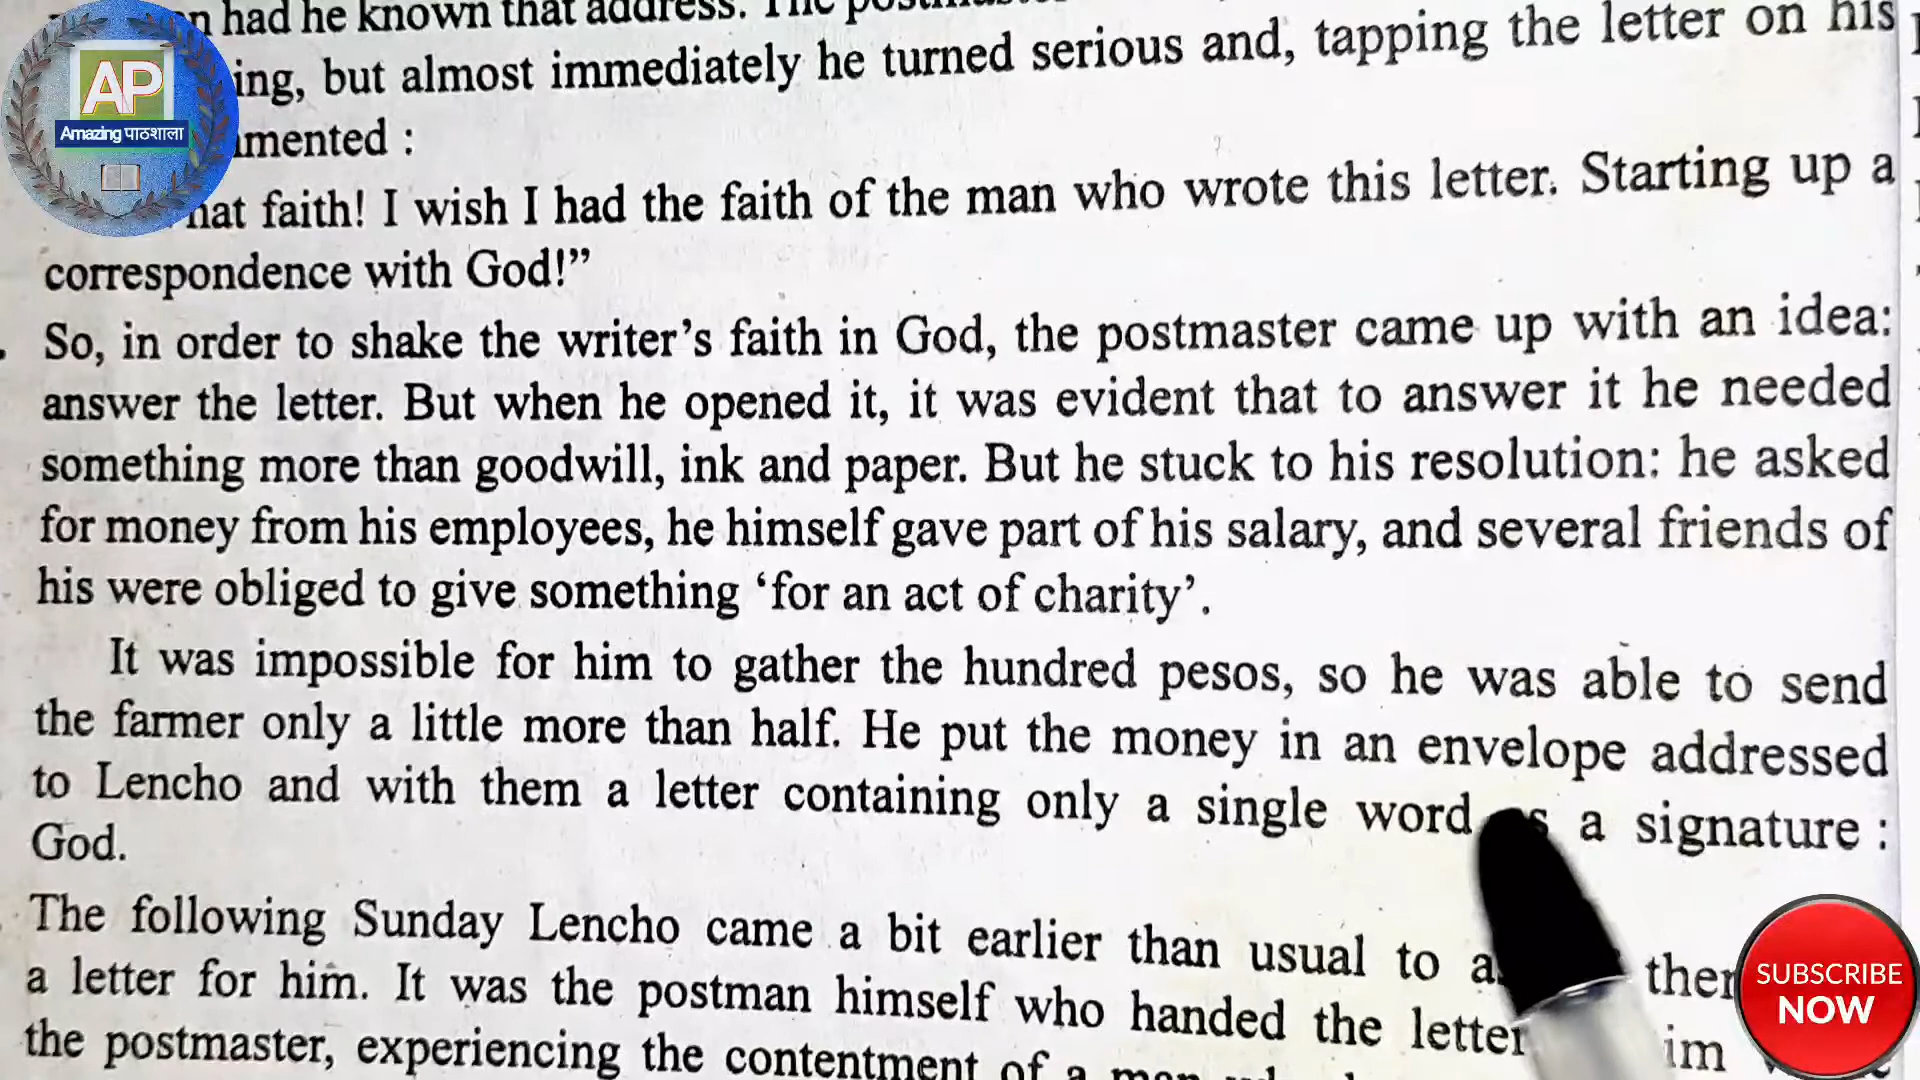 had he known that address. The
ing, but almost immediately he turned serious and, tapping the letter on his
mented :
hat faith! I wish I had the faith of the man who wrote this letter. Starting up a
correspondence with God!”
So, in order to shake the writer’s faith in God, the postmaster came up with an idea:
answer the letter. But when he opened it, it was evident that to answer it he needed
something more than goodwill, ink and paper. But he stuck to his resolution: he asked
for money from his employees, he himself gave part of his salary, and several friends of
his were obliged to give something ‘for an act of charity’.
It was impossible for him to gather the hundred pesos, so he was able to send
the farmer only a little more than half. He put the money in an envelope addressed
to Lencho and with them a letter containing only a single word a signature :
God.
The following Sunday Lencho came a bit earlier than usual to
a letter for him. It was the postman himself who handed the letter
the postmaster, experiencing the contentment of a
AP
Amazing पाठशाला
SUBSCRIBE
NOW